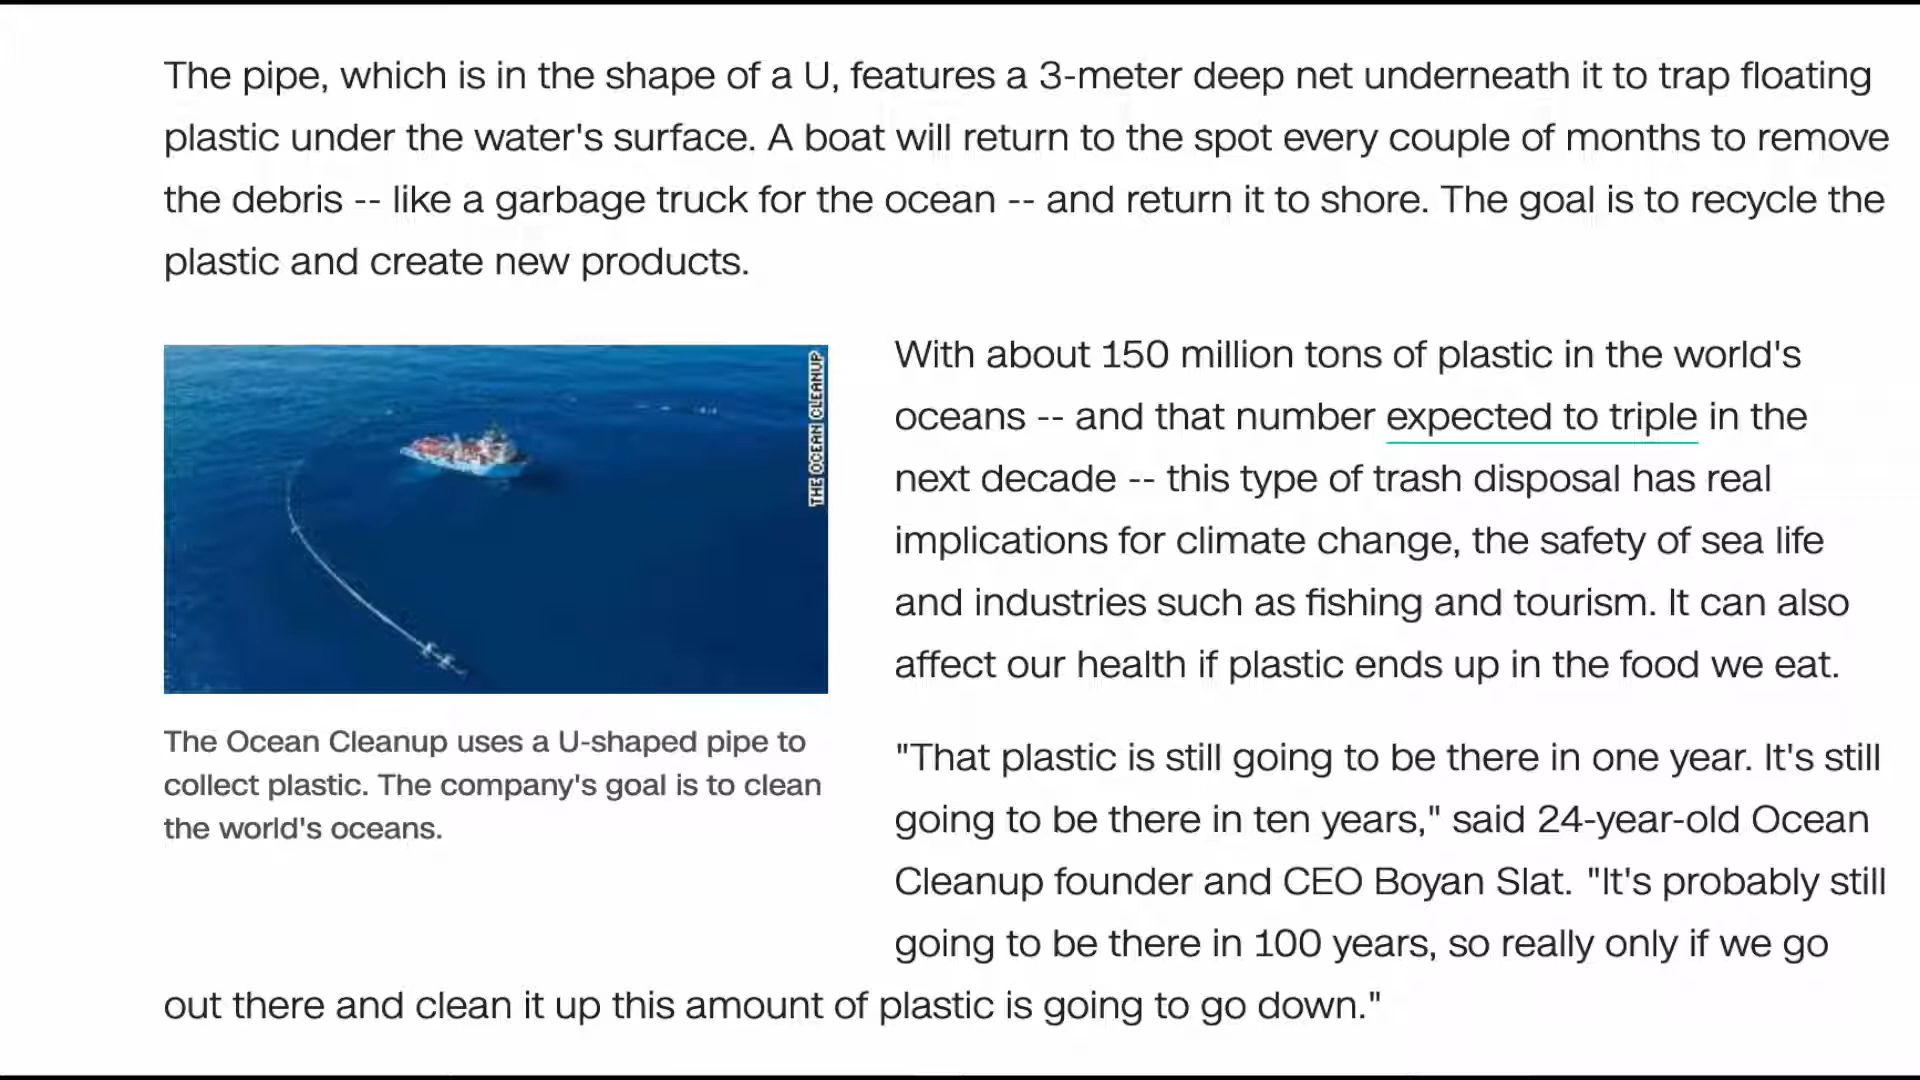 The pipe, which is in the shape of a U, features a 3-meter deep net underneath it to trap floating
plastic under the water's surface. A boat will return to the spot every couple of months to remove
the debris -- like a garbage truck for the ocean -- and return it to shore. The goal is to recycle the
plastic and create new products.
THE OCEAN CLEANUP
The Ocean Cleanup uses a U-shaped pipe to
collect plastic. The company's goal is to clean
the world's oceans.
With about 150 million tons of plastic in the world's
oceans -- and that number expected to triple in the
next decade -- this type of trash disposal has real
implications for climate change, the safety of sea life
and industries such as fishing and tourism. It can also
affect our health if plastic ends up in the food we eat.
"That plastic is still going to be there in one year. It's still
going to be there in ten years," said 24-year-old Ocean
Cleanup founder and CEO Boyan Slat. "It's probably still
going to be there in 100 years, so really only if we go
out there and clean it up this amount of plastic is going to go down."